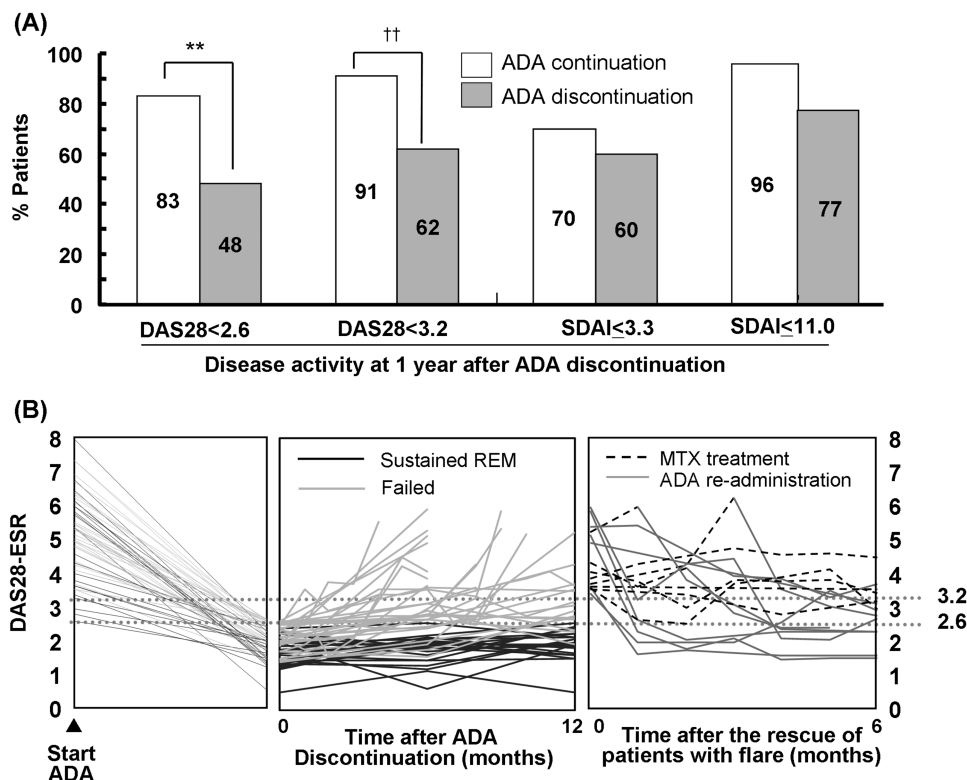 (A)
100
80
60
40
20
0
% Patients
**
††
ADA continuation
ADA discontinuation
83
48
91
62
70
60
96
77
DAS28<2.6
DAS28<3.2
SDAI≤3.3
SDAI≤11.0
Disease activity at 1 year after ADA discontinuation
(B)
8
7
6
5
4
3
2
1
0
DAS28-ESR
Start
ADA
Sustained REM
Failed
0
12
Time after ADA
Discontinuation (months)
MTX treatment
ADA re-administration
8
7
6
5
4
3
2
1
0
3.2
2.6
0
6
Time after the rescue of
patients with flare (months)